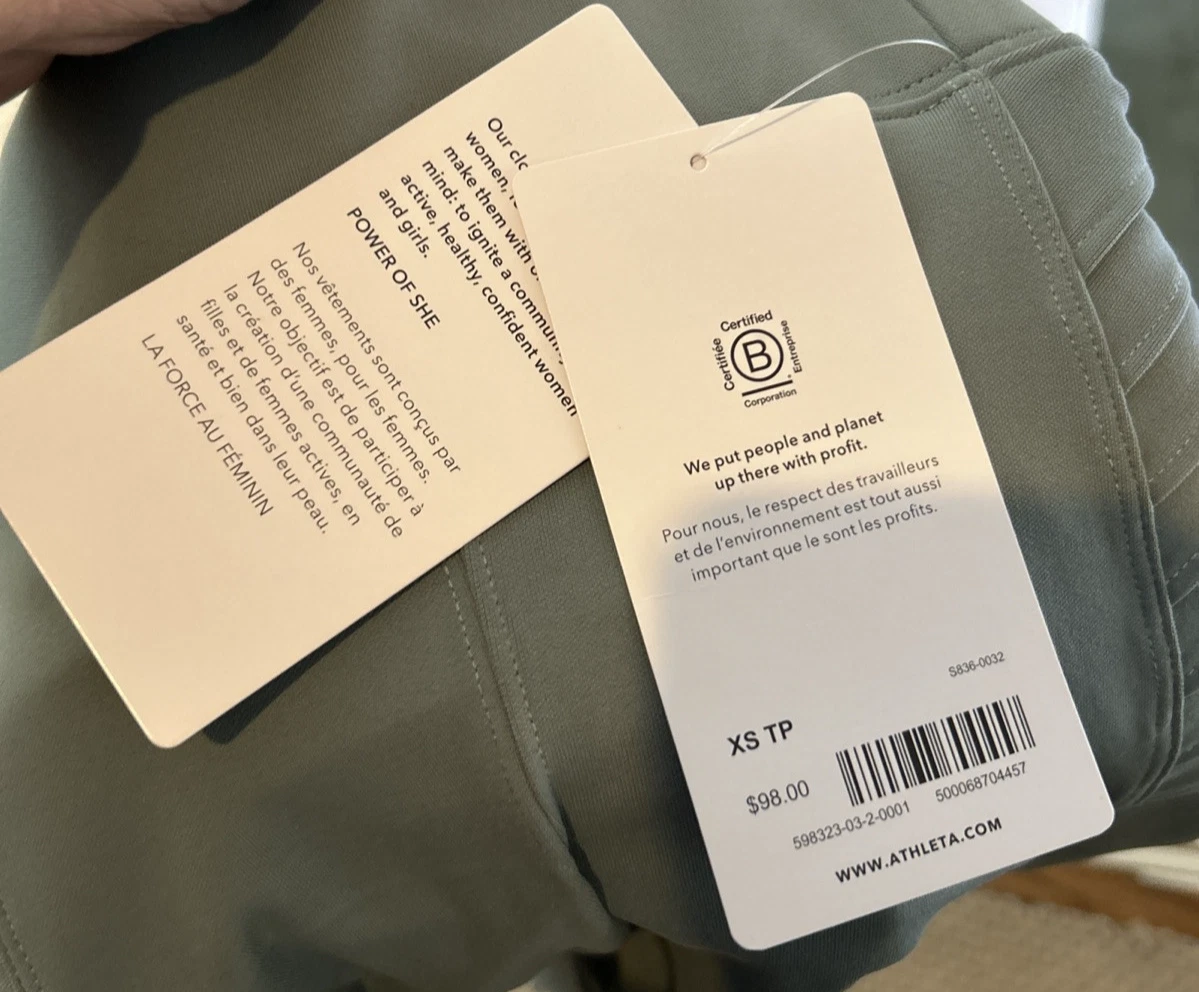 Our
women,
make them with
mind: to ignite a
active, healthy, confident women
and girls.
POWER OF SHE
Nos vêtements sont conçus par
des femmes, pour les femmes.
Notre objectif est de participer à
la création d'une communauté de
filles et de femmes actives, en
santé et bien dans leur peau.
LA FORCE AU FÉMININ
Certified
Certifiée
B
Entreprise
Corporation
We put people and planet
up there with profit.
Pour nous, le respect des travailleurs
et de l'environnement est tout aussi
important que le sont les profits.
S836-0032
XS TP
$98.00
598323-03-2-0001 500068704457
WWW.ATHLETA.COM